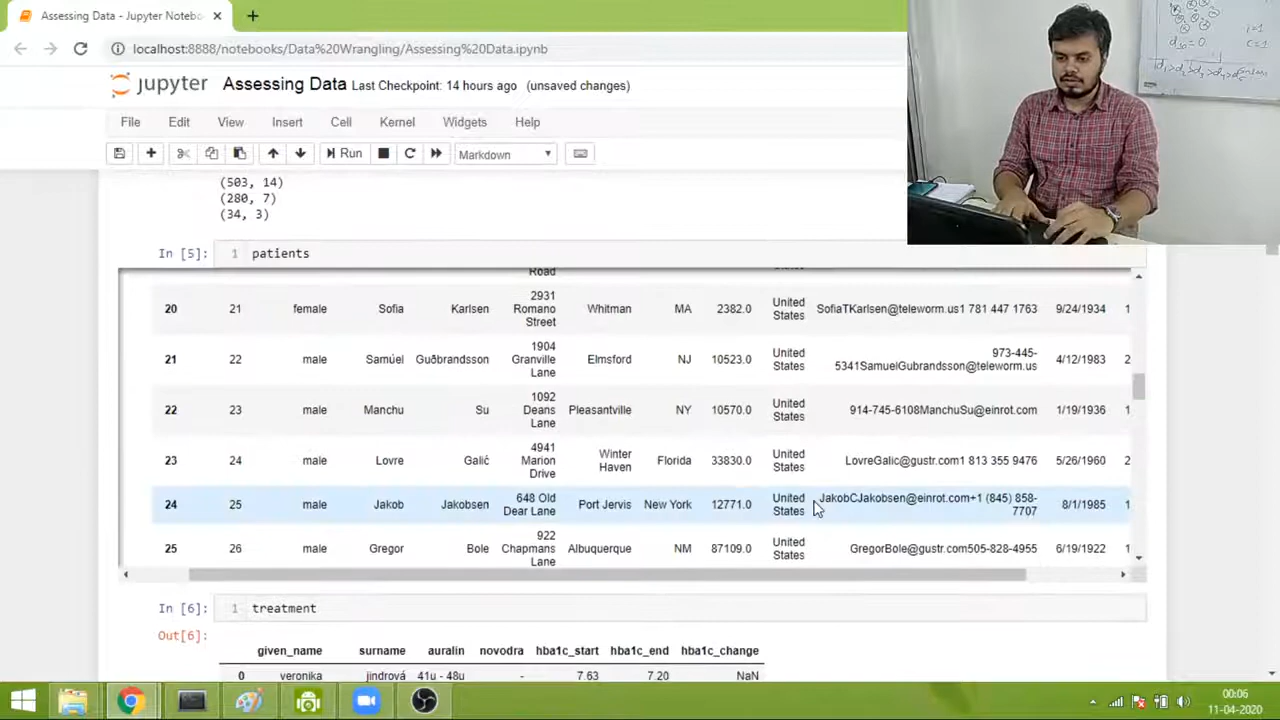 Assessing Data - Jupyter Notebo
localhost:8888/notebooks/Data%20Wrangling/Assessing%20Data.ipynb
jupyter Assessing Data Last Checkpoint: 14 hours ago (unsaved changes)
File Edit View Insert Cell Kernel Widgets Help
Run Markdown
(503, 14)
(280, 7)
(34, 3)
In [5]: 1 patients
Road
20 21 female Sofia Karlsen 2931 Romano Street Whitman MA 2382.0 United States SofiaTKarlsen@teleworm.us1 781 447 1763 9/24/1934 1
21 22 male Samúel Guðbrandsson 1904 Granville Lane Elmsford NJ 10523.0 United States 973-445-5341SamuelGubrandsson@teleworm.us 4/12/1983 2
22 23 male Manchu Su 1092 Deans Lane Pleasantville NY 10570.0 United States 914-745-6108ManchuSu@einrot.com 1/19/1936 1
23 24 male Lovre Galić 4941 Marion Drive Winter Haven Florida 33830.0 United States LovreGalic@gustr.com1 813 355 9476 5/26/1960 2
24 25 male Jakob Jakobsen 648 Old Dear Lane Port Jervis New York 12771.0 United States JakobCJakobsen@einrot.com+1 (845) 858-7707 8/1/1985 1
25 26 male Gregor Bole 922 Chapmans Lane Albuquerque NM 87109.0 United States GregorBole@gustr.com505-828-4955 6/19/1922 1
In [6]: 1 treatment
Out[6]:
given_name surname auralin novodra hba1c_start hba1c_end hba1c_change
0 veronika jindrová 41u - 48u - 7.63 7.20 NaN
00:06
11-04-2020